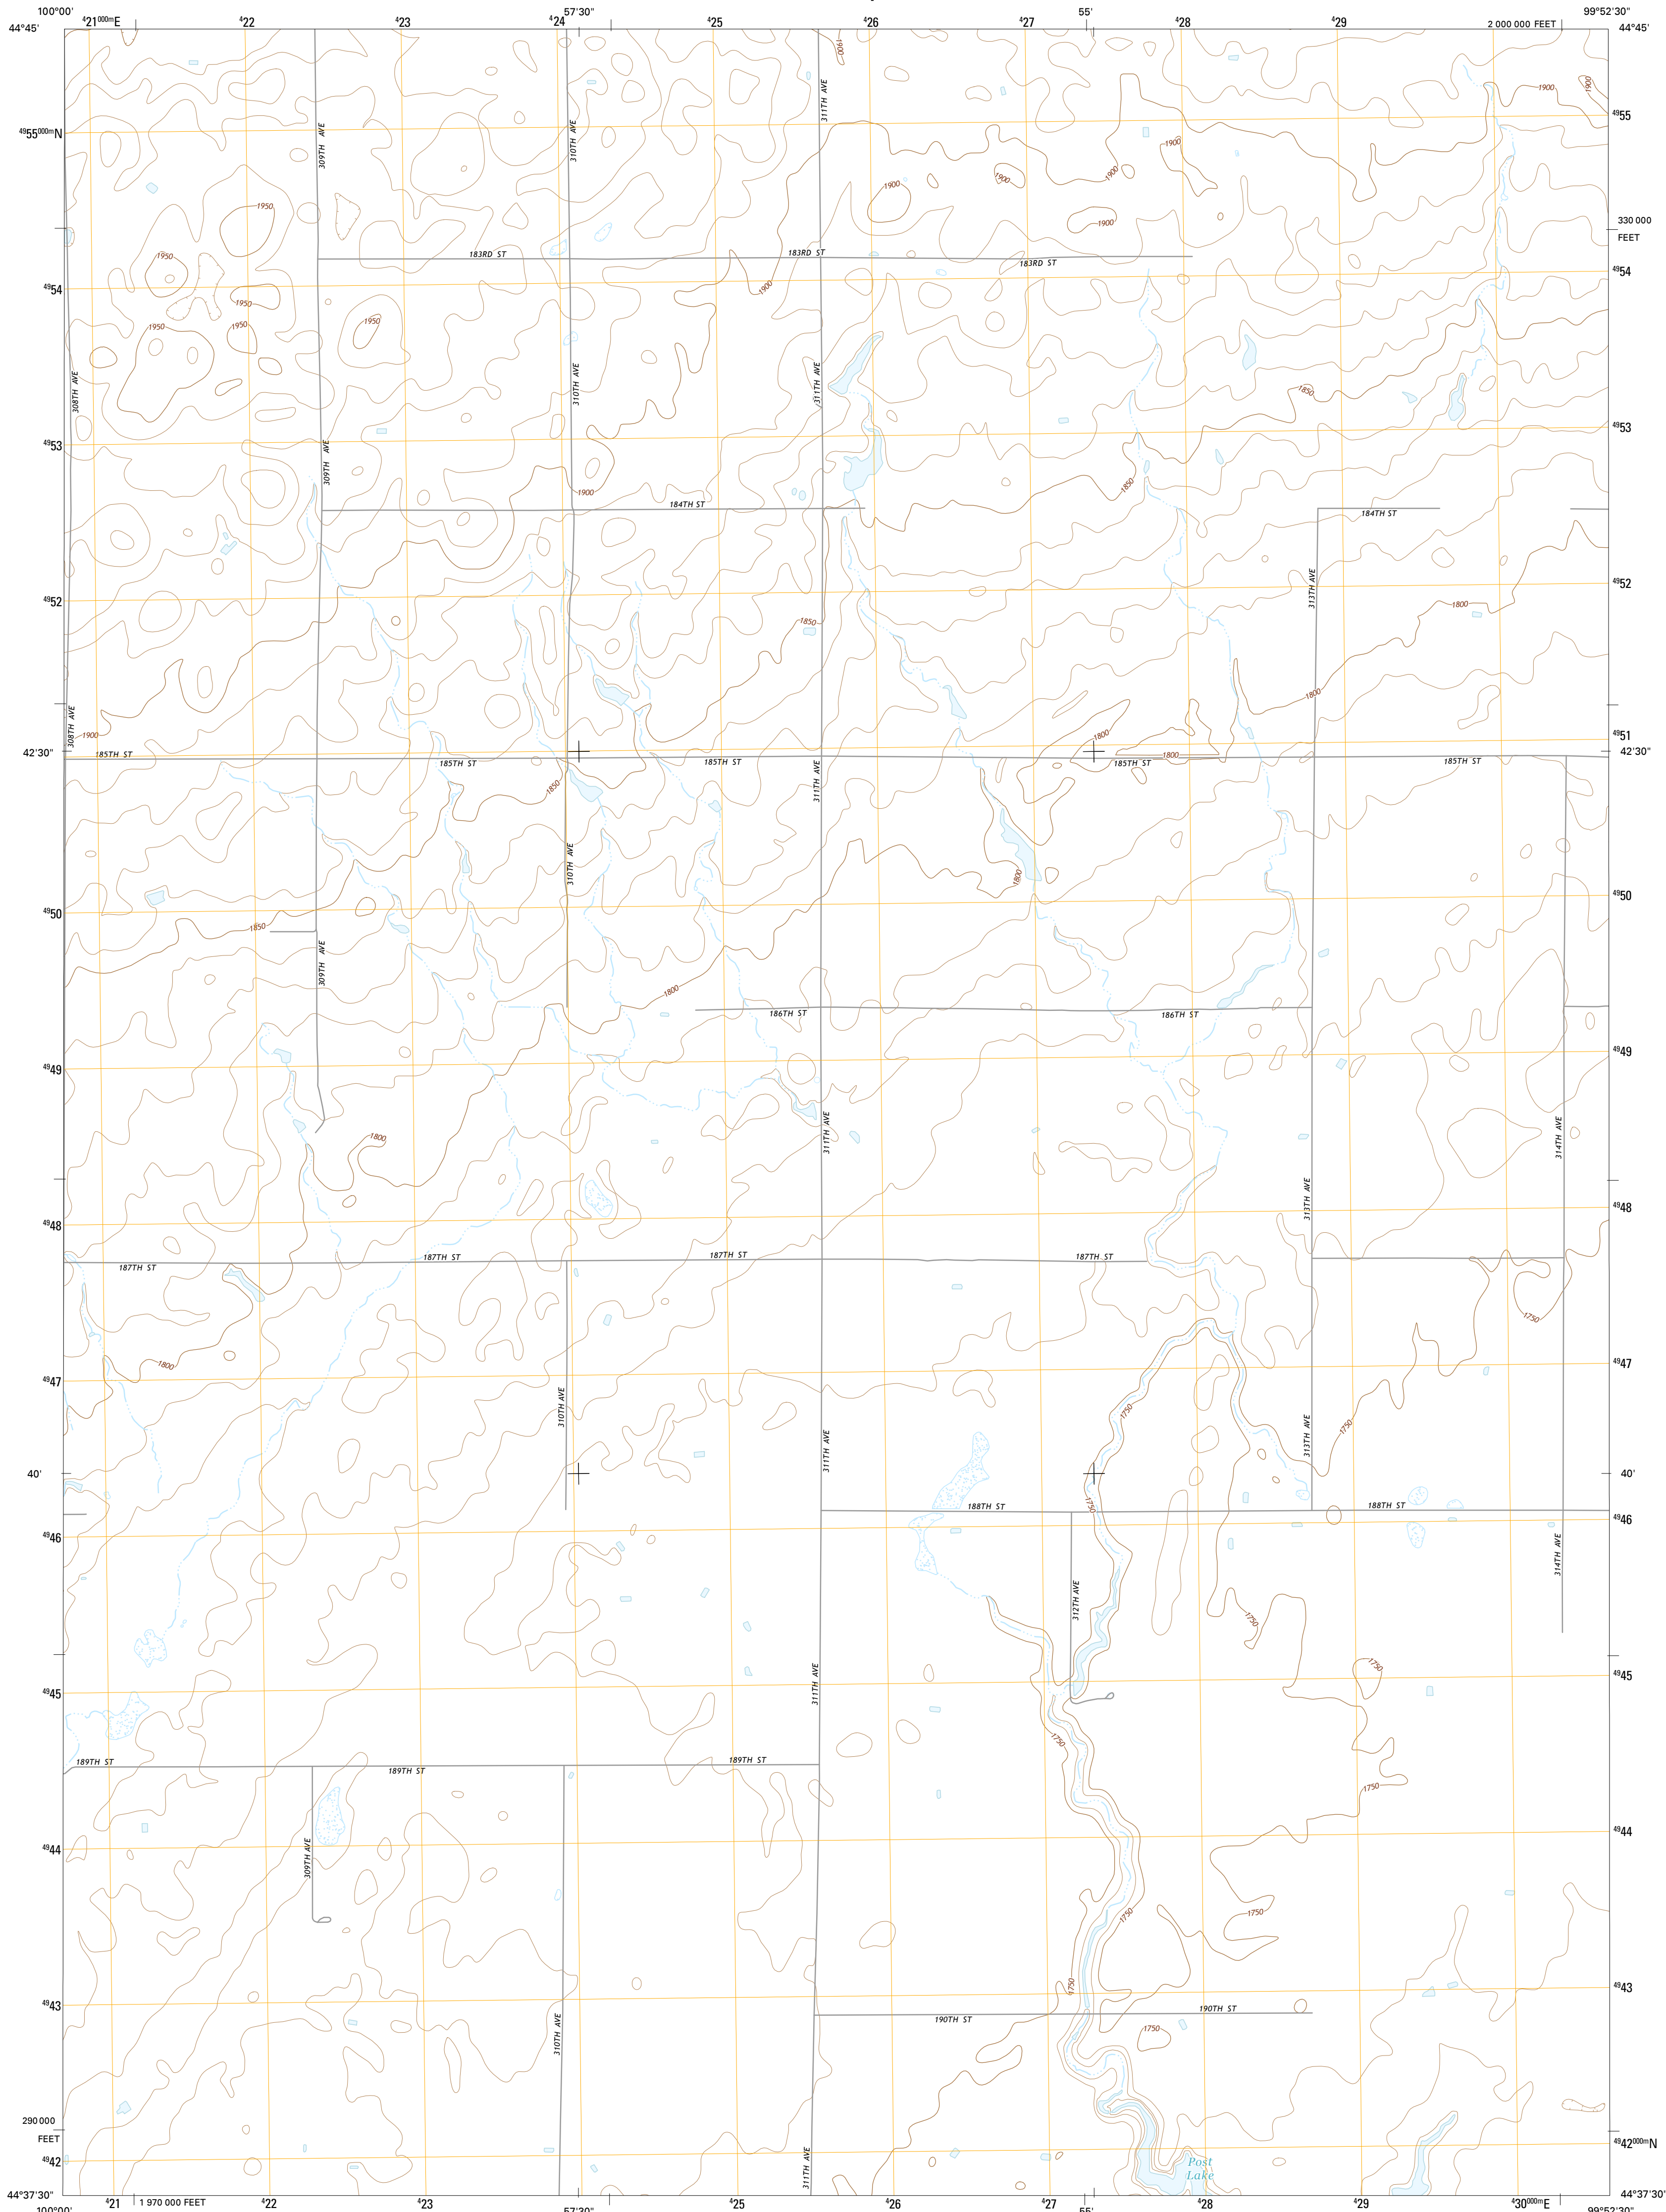 100°00'
⁴21⁰⁰⁰ᵐE
⁴22
⁴23
⁴24
57'30"
⁴25
⁴26
⁴27
55'
⁴28
⁴29
2 000 000 FEET
99°52'30"
44°45'
44°45'
1900
1900
1900
311TH AVE
⁴⁹55⁰⁰⁰ᵐN
⁴⁹55
309TH AVE
310TH AVE
1900
1900
1900
1900
1950
1900
330 000
FEET
1950
183RD ST
183RD ST
183RD ST
⁴⁹54
⁴⁹54
1900
1950
1950
1950
1950
308TH AVE
310TH AVE
311TH AVE
1850
⁴⁹53
⁴⁹53
309TH AVE
1900
1850
184TH ST
184TH ST
⁴⁹52
⁴⁹52
313TH AVE
1800
1850
1800
308TH AVE
1900
1800
⁴⁹51
42'30"
42'30"
185TH ST
185TH ST
185TH ST
185TH ST
1800
185TH ST
1850
311TH AVE
310TH AVE
1800
⁴⁹50
⁴⁹50
1850
309TH AVE
1800
186TH ST
186TH ST
⁴⁹49
⁴⁹49
1800
311TH AVE
314TH AVE
313TH AVE
⁴⁹48
⁴⁹48
187TH ST
187TH ST
187TH ST
187TH ST
1750
1800
⁴⁹47
⁴⁹47
310TH AVE
1750
1750
313TH AVE
311TH AVE
40'
40'
1750
188TH ST
188TH ST
⁴⁹46
⁴⁹46
314TH AVE
312TH AVE
1750
1750
311TH AVE
⁴⁹45
⁴⁹45
1750
189TH ST
189TH ST
189TH ST
1750
⁴⁹44
⁴⁹44
309TH AVE
1750
1750
1750
⁴⁹43
⁴⁹43
190TH ST
190TH ST
310TH AVE
1750
290 000
FEET
⁴⁹42
⁴⁹42⁰⁰⁰ᵐN
311TH AVE
Post
Lake
44°37'30"
44°37'30"
100°00'
⁴21
1 970 000 FEET
⁴22
⁴23
57'30"
⁴25
⁴26
⁴27
55'
⁴28
⁴29
⁴30⁰⁰⁰ᵐE
99°52'30"